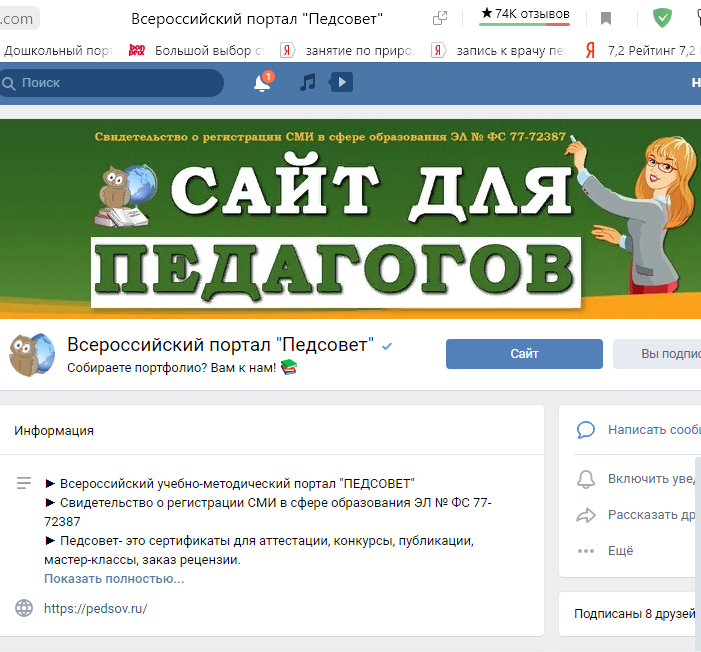 .com
Всероссийский портал "Педсовет"
★74K отзывов
Дошкольный порт
Большой выбор с
Я занятие по приро
Я запись к врачу пе
Я 7,2 Рейтинг 7,2
Поиск
1
Н
Свидетельство о регистрации СМИ в сфере образования ЭЛ № ФС 77-72387
САЙТ ДЛЯ
ПЕДАГОГОВ
Всероссийский портал "Педсовет"
Собираете портфолио? Вам к нам!
Сайт
Вы подпис
Информация
► Всероссийский учебно-методический портал "ПЕДСОВЕТ"
► Свидетельство о регистрации СМИ в сфере образования ЭЛ № ФС 77-
72387
► Педсовет- это сертификаты для аттестации, конкурсы, публикации,
мастер-классы, заказ рецензии.
Показать полностью...
https://pedsov.ru/
Написать сооб
Включить уве
Рассказать др
Ещё
Подписаны 8 друзей